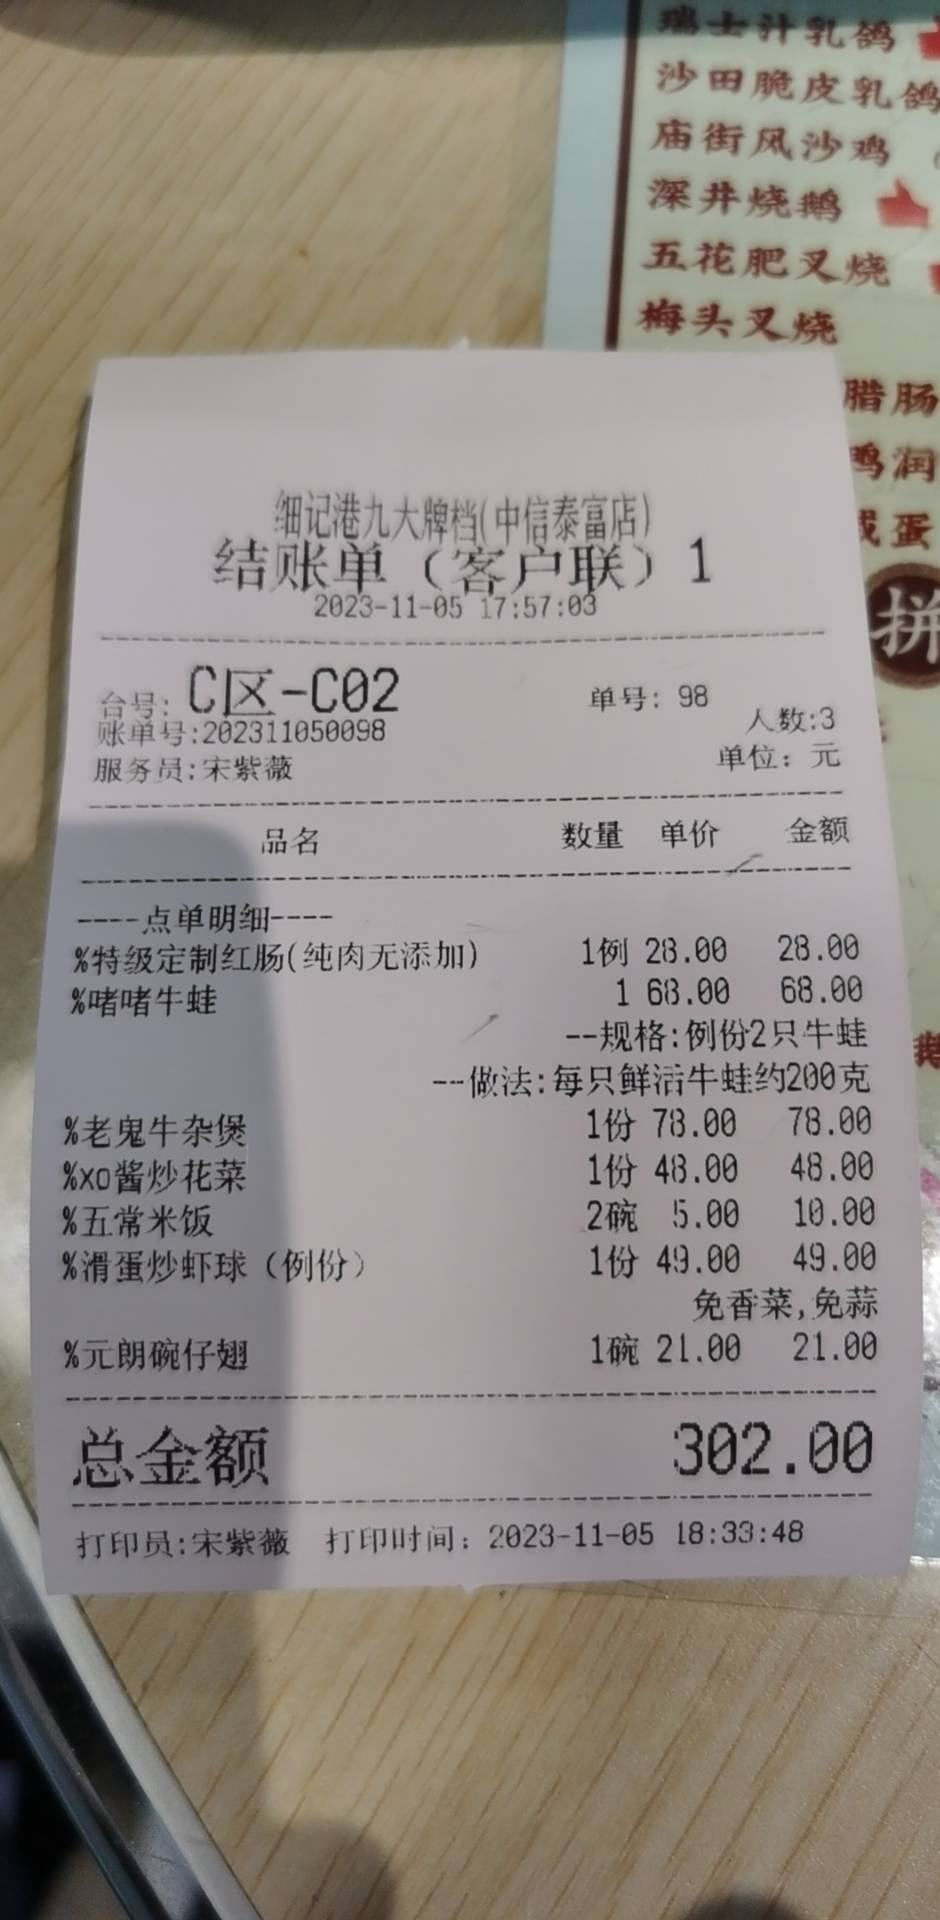 瑞士汁乳鸽
沙田脆皮乳鸽
庙街风沙鸡
深井烧鹅
五花肥叉烧
梅头叉烧
腊肠
鸭润
咸蛋
拼
细记港九大牌档(中信泰富店)
结账单（客户联）1
2023-11-05 17:57:03
台号: C区-C02 单号: 98
账单号:202311050098 人数:3
服务员:宋紫薇 单位: 元
品名 数量 单价 金额
----点单明细----
%特级定制红肠(纯肉无添加) 1例 28.00 28.00
%啫啫牛蛙 1 68.00 68.00
--规格:例份2只牛蛙
--做法:每只鲜活牛蛙约200克
%老鬼牛杂煲 1份 78.00 78.00
%xo酱炒花菜 1份 48.00 48.00
%五常米饭 2碗 5.00 10.00
%滑蛋炒虾球（例份） 1份 49.00 49.00
免香菜,免蒜
%元朗碗仔翅 1碗 21.00 21.00
总金额 302.00
打印员:宋紫薇 打印时间: 2023-11-05 18:33:48